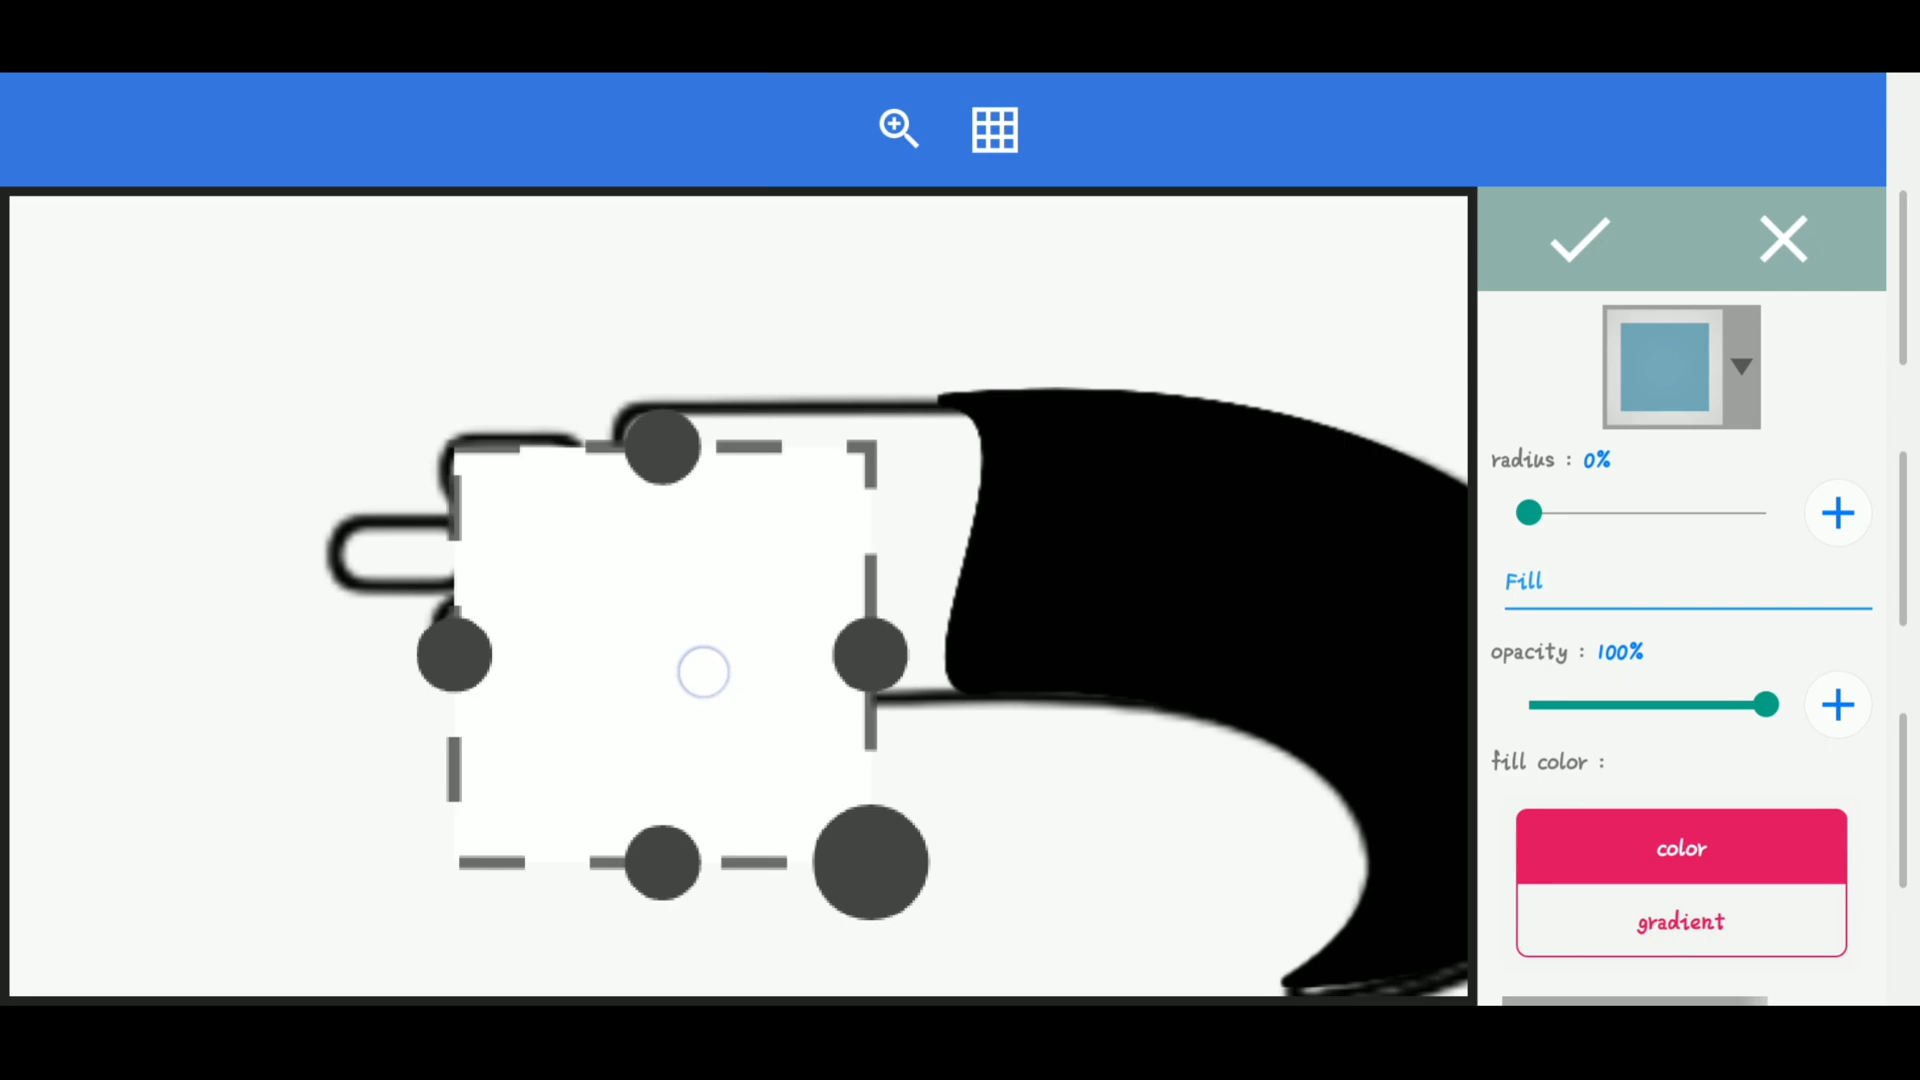 radius : 0%
Fill
opacity : 100%
fill color :
color
gradient